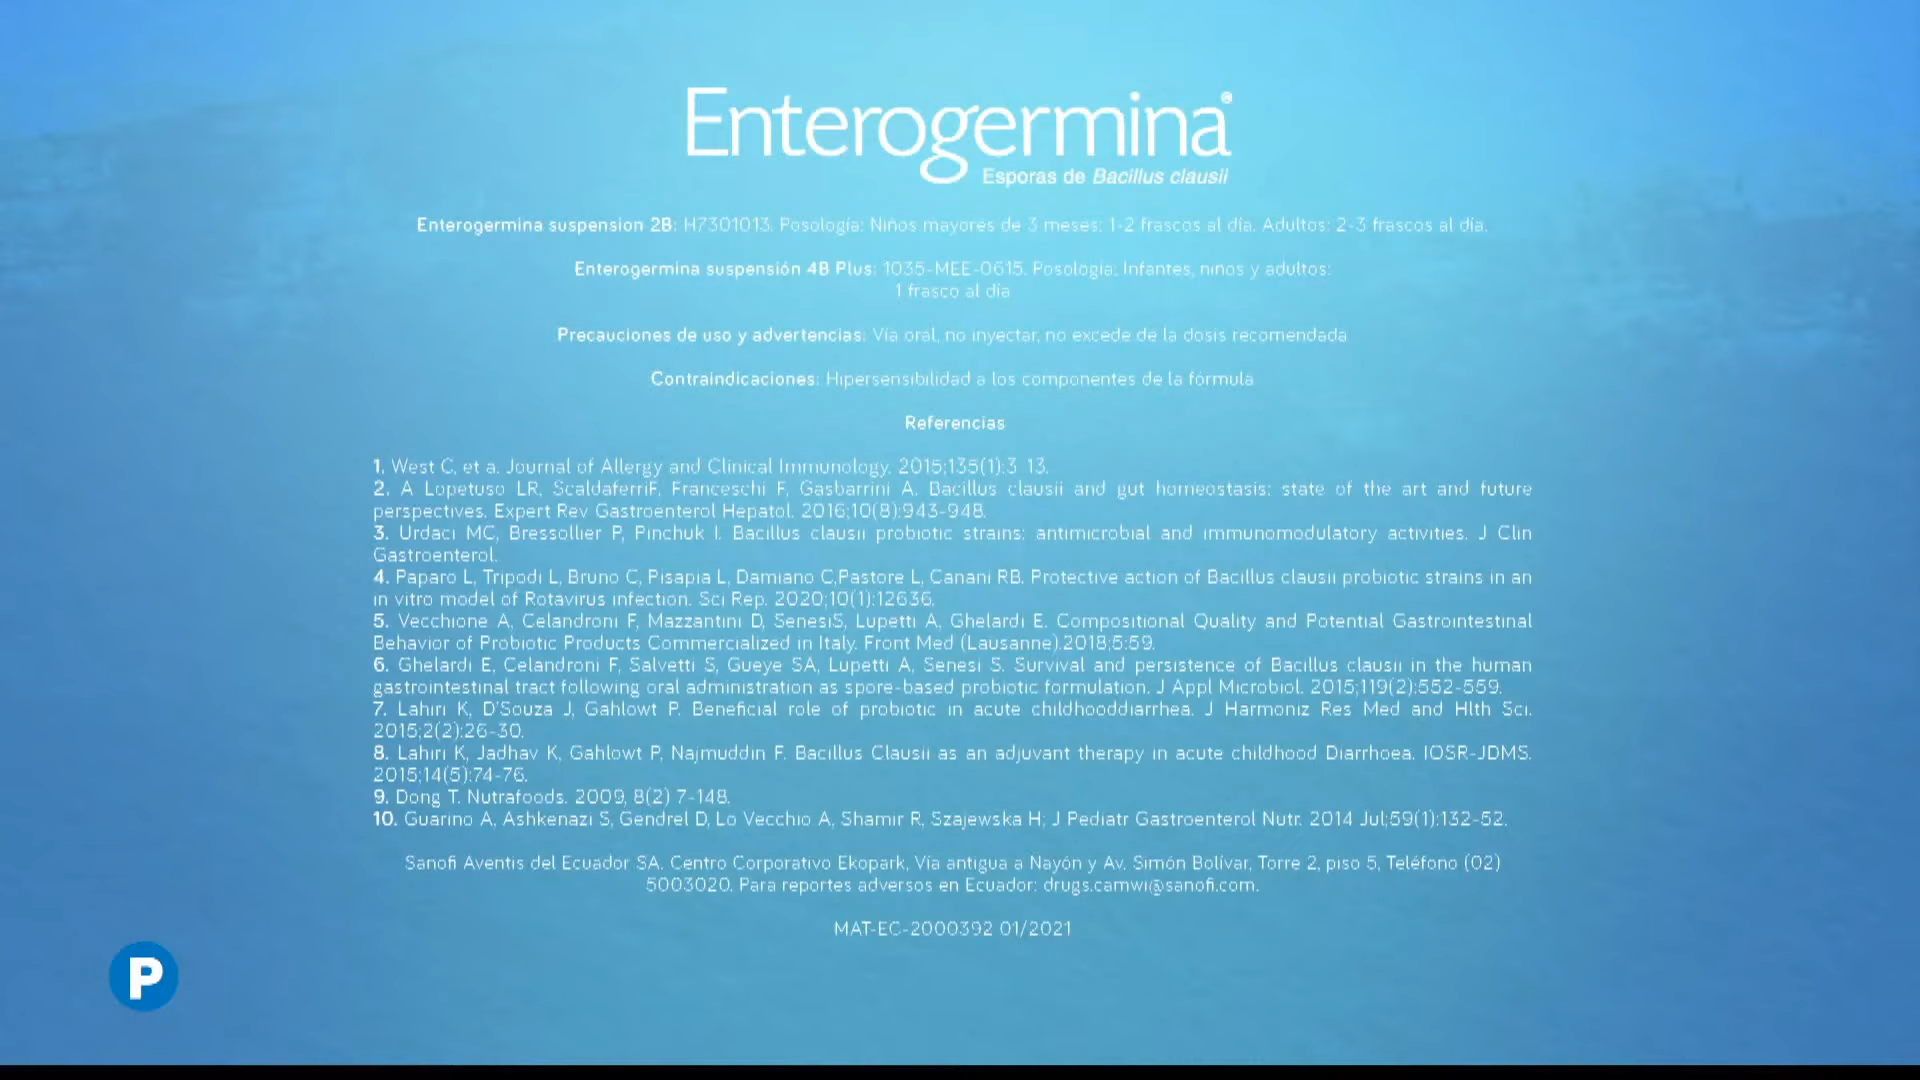 Enterogermina®
Esporas de Bacillus clausii
Enterogermina suspension 2B: H7301013. Posología: Niños mayores de 3 meses: 1-2 frascos al día. Adultos: 2-3 frascos al día.
Enterogermina suspensión 4B Plus: 1035-MEE-0615. Posología: Infantes, niños y adultos:
1 frasco al día
Precauciones de uso y advertencias: Vía oral, no inyectar, no excede de la dosis recomendada
Contraindicaciones: Hipersensibilidad a los componentes de la fórmula
Referencias
1. West C, et a. Journal of Allergy and Clinical Immunology. 2015;135(1):3 13.
2. A Lopetuso LR, ScaldaferriF, Franceschi F, Gasbarrini A. Bacillus clausii and gut homeostasis: state of the art and future
perspectives. Expert Rev Gastroenterol Hepatol. 2016;10(8):943-948.
3. Urdaci MC, Bressollier P, Pinchuk I. Bacillus clausii probiotic strains: antimicrobial and immunomodulatory activities. J Clin
Gastroenterol.
4. Paparo L, Tripodi L, Bruno C, Pisapia L, Damiano C,Pastore L, Canani RB. Protective action of Bacillus clausii probiotic strains in an
in vitro model of Rotavirus infection. Sci Rep. 2020;10(1):12636.
5. Vecchione A, Celandroni F, Mazzantini D, SenesiS, Lupetti A, Ghelardi E. Compositional Quality and Potential Gastrointestinal
Behavior of Probiotic Products Commercialized in Italy. Front Med (Lausanne).2018;5:59.
6. Ghelardi E, Celandroni F, Salvetti S, Gueye SA, Lupetti A, Senesi S. Survival and persistence of Bacillus clausii in the human
gastrointestinal tract following oral administration as spore-based probiotic formulation. J Appl Microbiol. 2015;119(2):552-559.
7. Lahiri K, D'Souza J, Gahlowt P. Beneficial role of probiotic in acute childhooddiarrhea. J Harmoniz Res Med and Hlth Sci.
2015;2(2):26-30.
8. Lahiri K, Jadhav K, Gahlowt P, Najmuddin F. Bacillus Clausii as an adjuvant therapy in acute childhood Diarrhoea. IOSR-JDMS.
2015;14(5):74-76.
9. Dong T. Nutrafoods. 2009, 8(2) 7-148.
10. Guarino A, Ashkenazi S, Gendrel D, Lo Vecchio A, Shamir R, Szajewska H; J Pediatr Gastroenterol Nutr. 2014 Jul;59(1):132-52.
Sanofi Aventis del Ecuador SA. Centro Corporativo Ekopark, Vía antigua a Nayón y Av. Simón Bolívar, Torre 2, piso 5, Teléfono (02)
5003020. Para reportes adversos en Ecuador: drugs.camwi@sanofi.com.
MAT-EC-2000392 01/2021
P